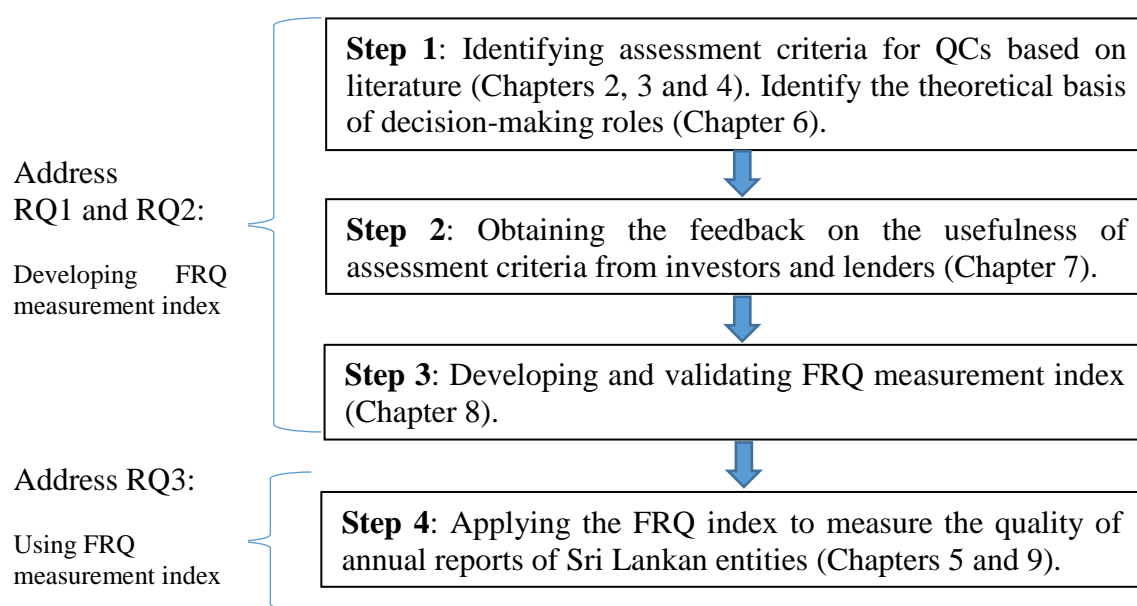 Step 1: Identifying assessment criteria for QCs based on
literature (Chapters 2, 3 and 4). Identify the theoretical basis
of decision-making roles (Chapter 6).
Address
RQ1 and RQ2:
Developing FRQ
measurement index
Step 2: Obtaining the feedback on the usefulness of
assessment criteria from investors and lenders (Chapter 7).
Step 3: Developing and validating FRQ measurement index
(Chapter 8).
Address RQ3:
Using FRQ
measurement index
Step 4: Applying the FRQ index to measure the quality of
annual reports of Sri Lankan entities (Chapters 5 and 9).